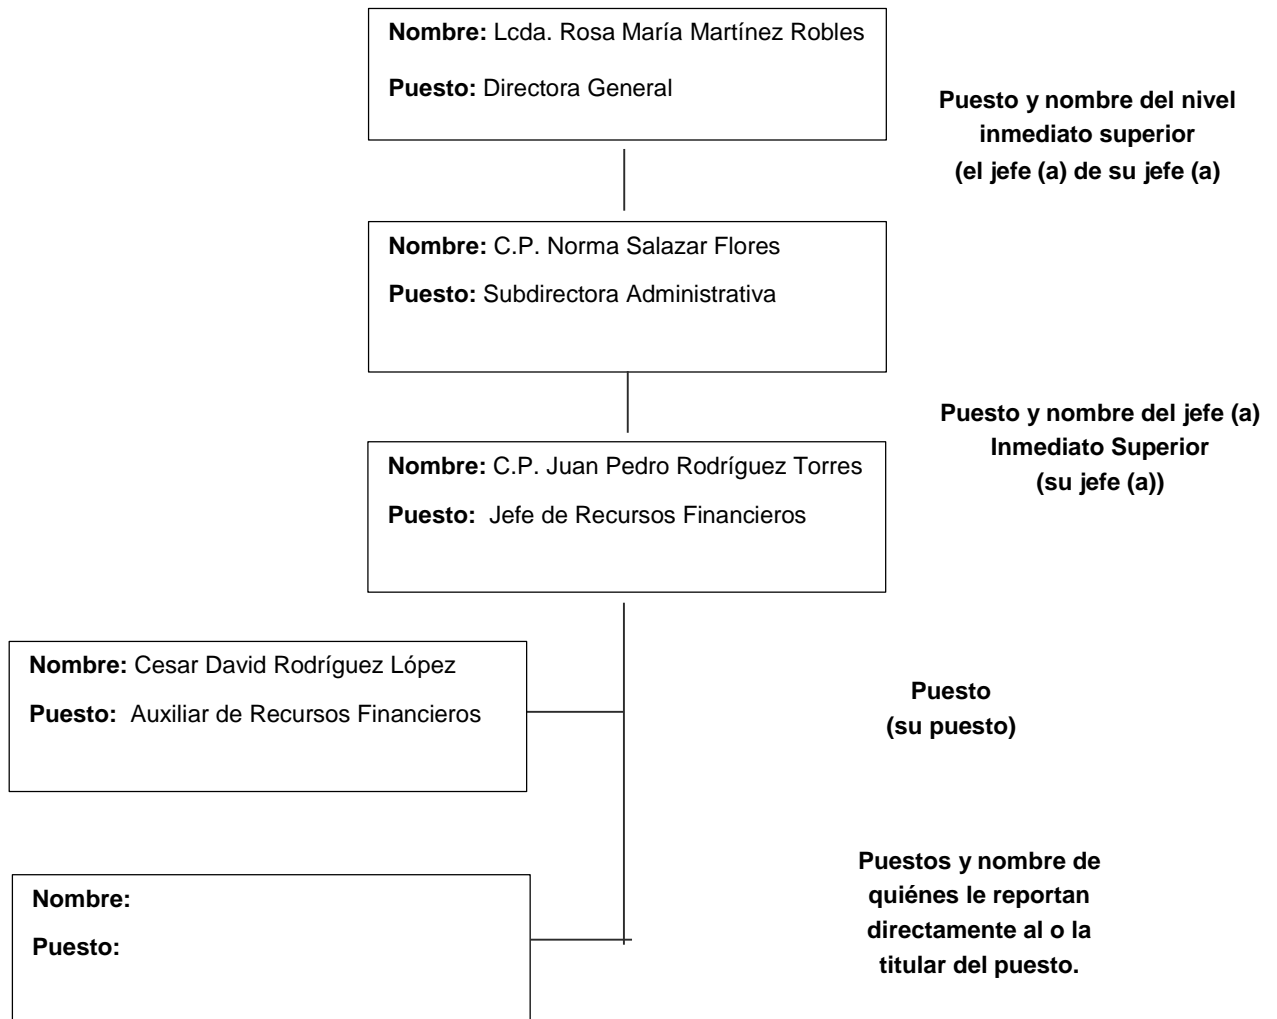 Nombre: Lcda. Rosa María Martínez Robles
Puesto: Directora General
Puesto y nombre del nivel
inmediato superior
(el jefe (a) de su jefe (a)
Nombre: C.P. Norma Salazar Flores
Puesto: Subdirectora Administrativa
Puesto y nombre del jefe (a)
Inmediato Superior
(su jefe (a))
Nombre: C.P. Juan Pedro Rodríguez Torres
Puesto: Jefe de Recursos Financieros
Nombre: Cesar David Rodríguez López
Puesto: Auxiliar de Recursos Financieros
Puesto
(su puesto)
Nombre:
Puesto:
Puestos y nombre de
quiénes le reportan
directamente al o la
titular del puesto.